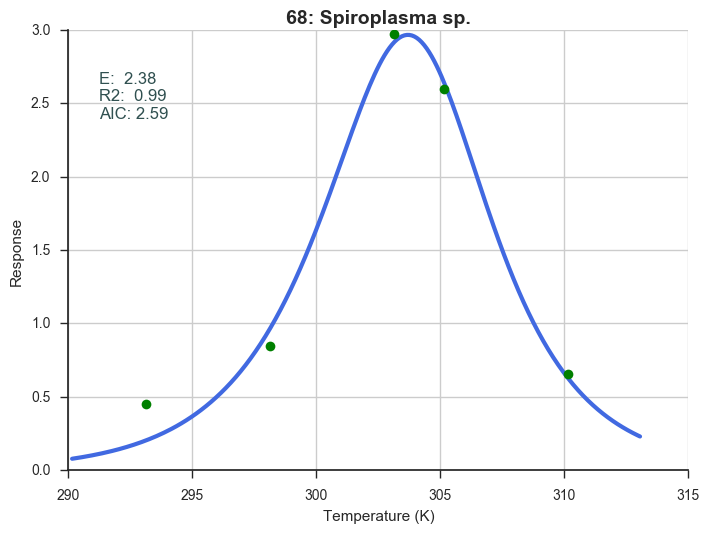 68: Spiroplasma sp.
E:  2.38
R2:  0.99
AIC: 2.59
Response
3.0
2.5
2.0
1.5
1.0
0.5
0.0
290 295 300 305 310 315
Temperature (K)